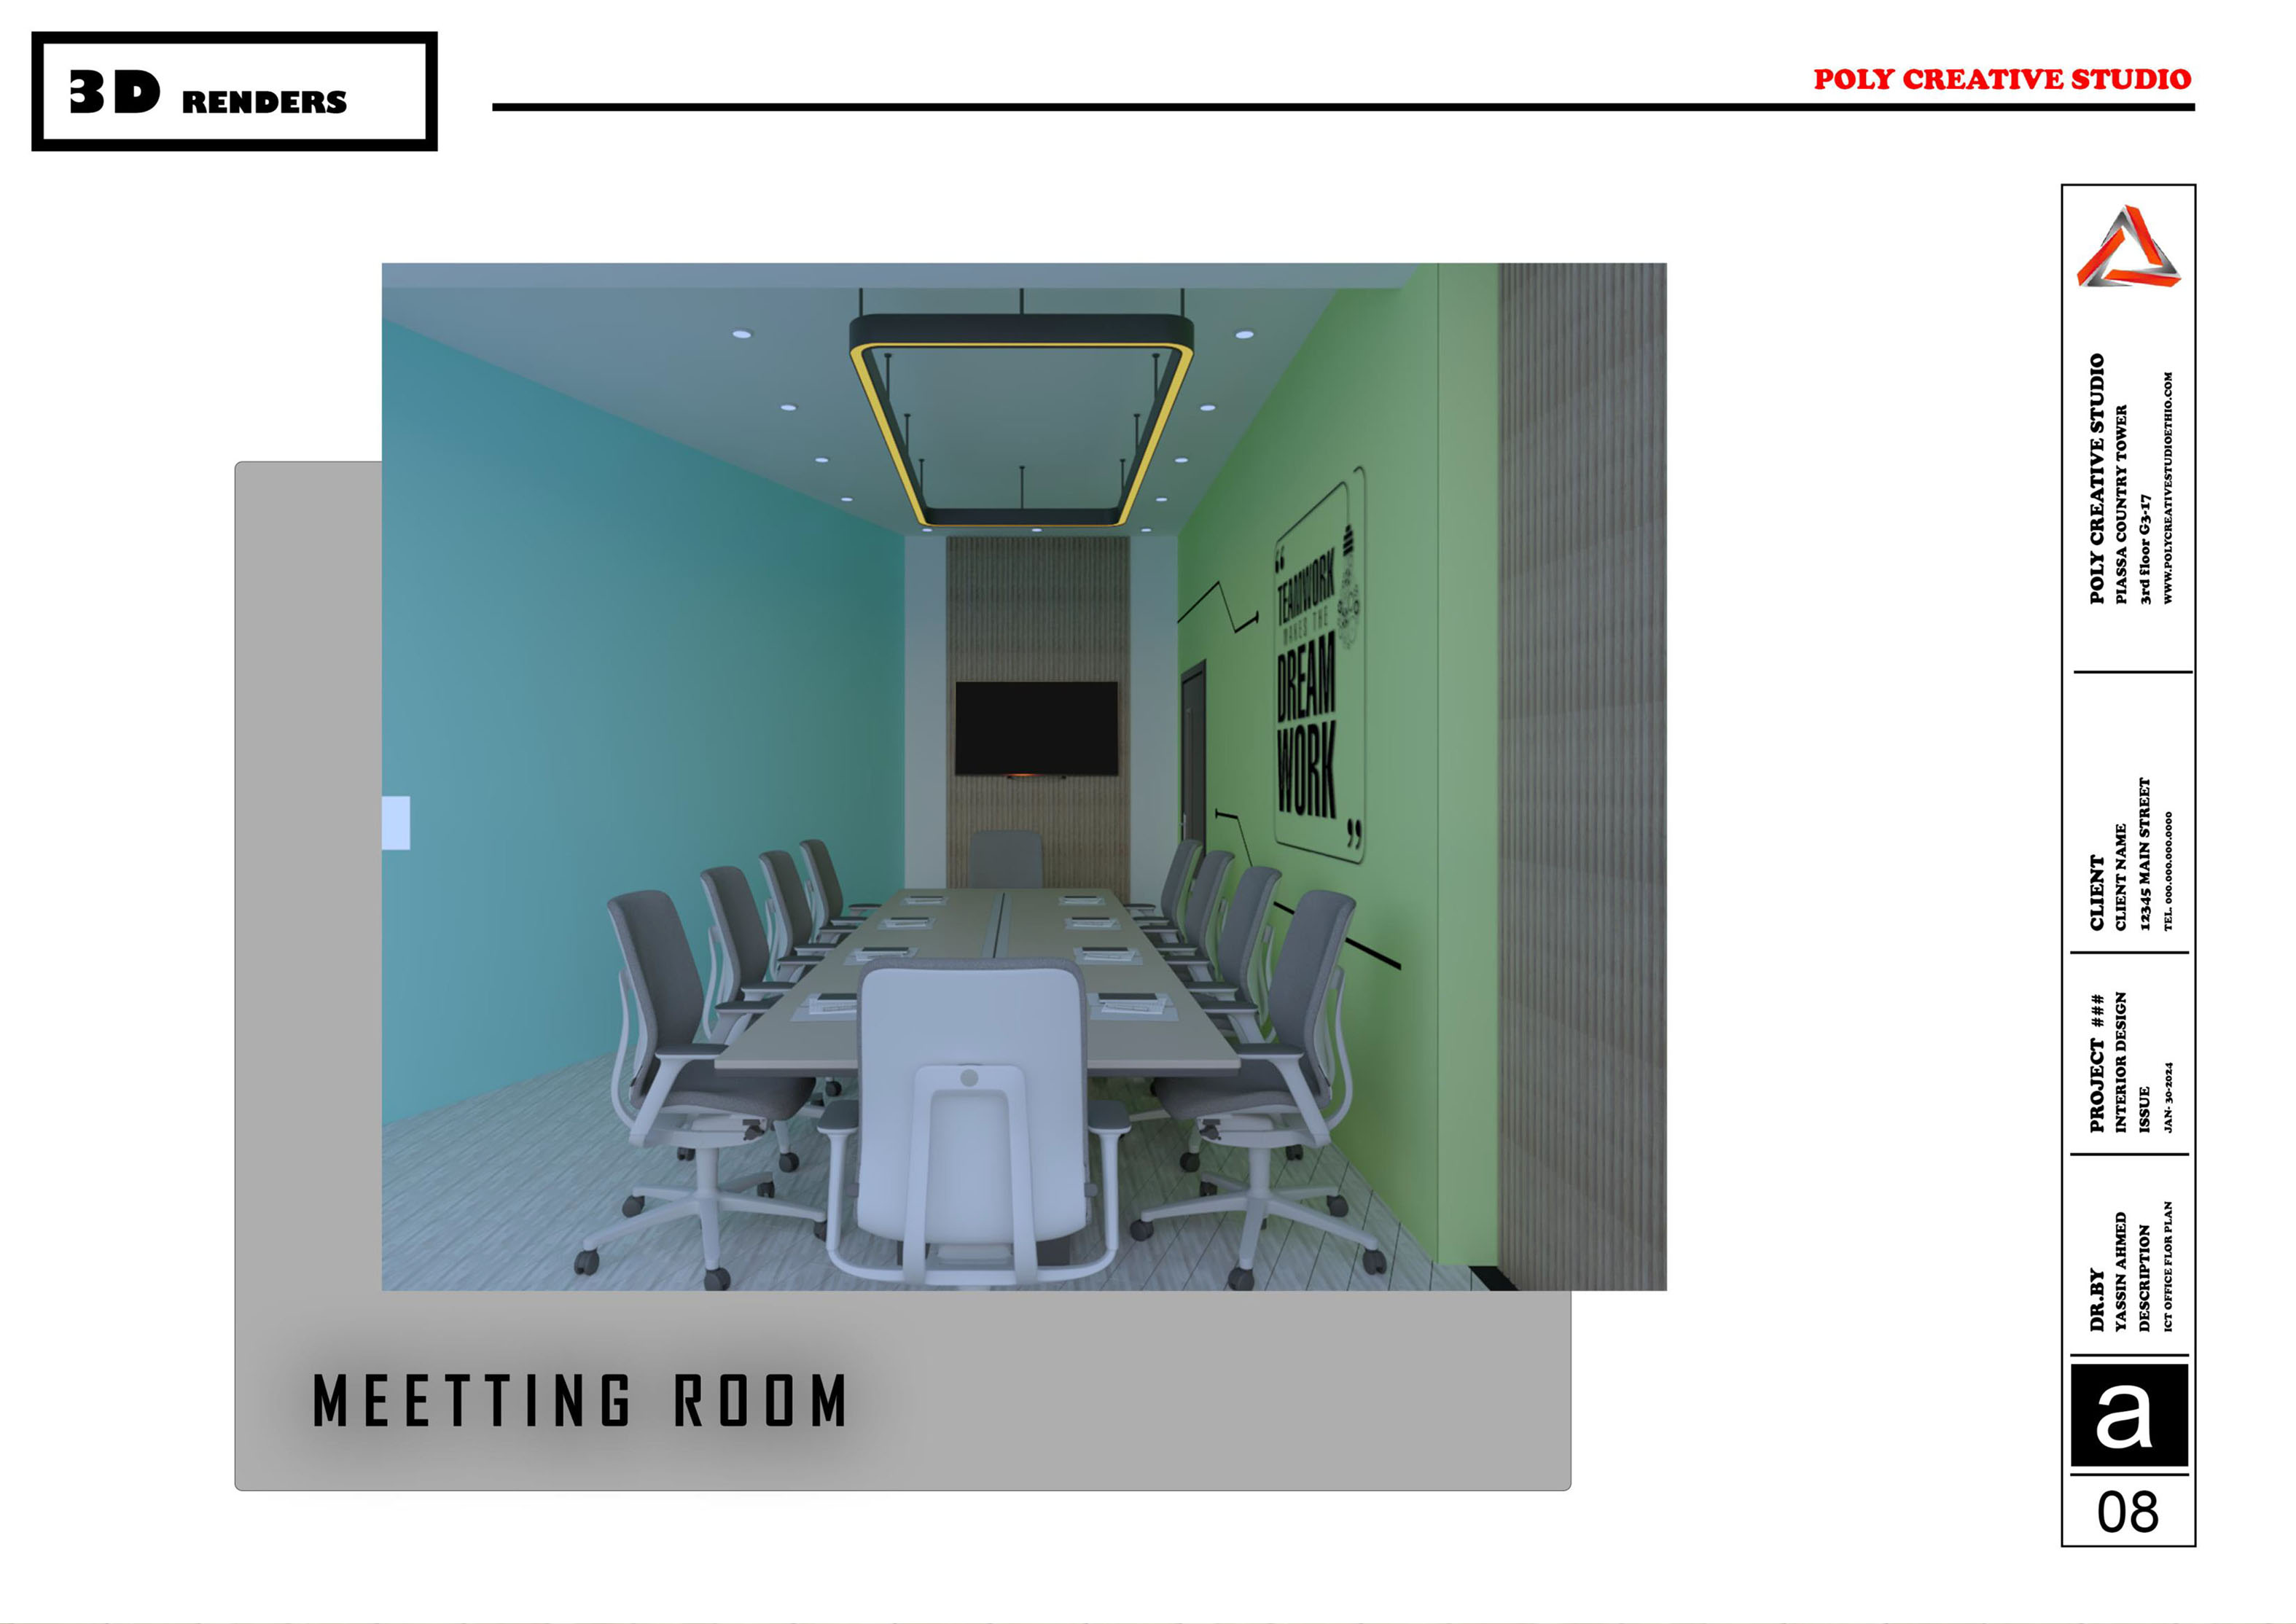 3D RENDERS
POLY CREATIVE STUDIO
“
TEAMWORK
MAKES THE
DREAM
WORK
”
MEETTING ROOM
POLY CREATIVE STUDIO
PIASSA COUNTRY TOWER
3rd floor G3-17
WWW.POLYCREATIVESTUDIOETHIO.COM
CLIENT
CLIENT NAME
12345 MAIN STREET
TEL. 000.000.000.0000
PROJECT ###
INTERIOR DESIGN
ISSUE
JAN- 30-2024
DR.BY
YASSIN AHMED
DESCRIPTION
ICT OFFICE FLOR PLAN
a
08